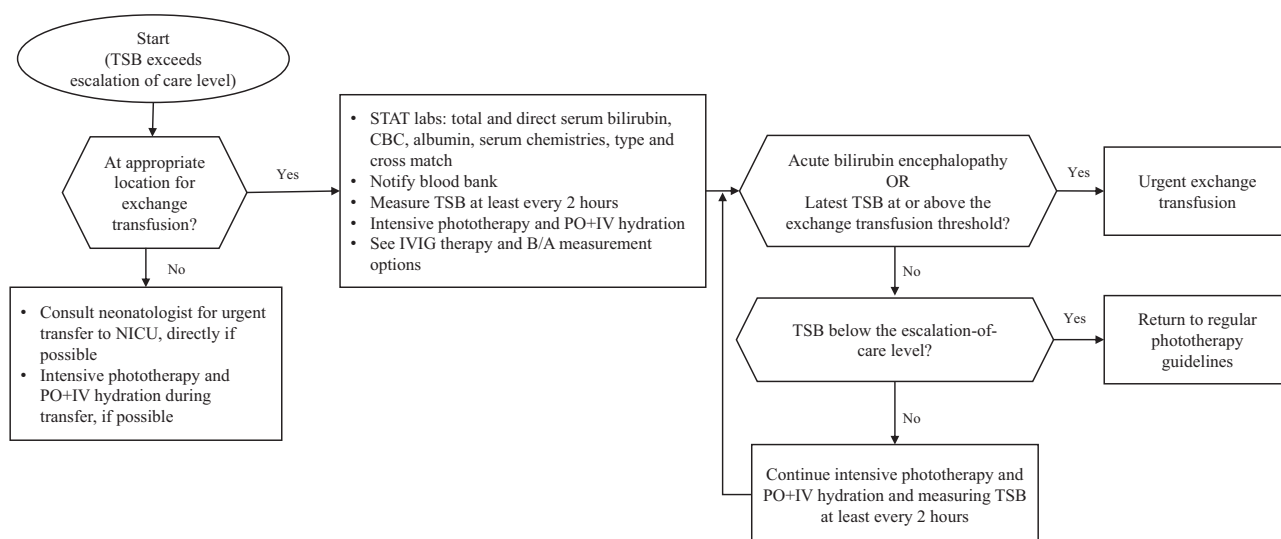 Start
(TSB exceeds
escalation of care level)
At appropriate
location for
exchange
transfusion?
Yes
No
• Consult neonatologist for urgent
transfer to NICU, directly if
possible
• Intensive phototherapy and
PO+IV hydration during
transfer, if possible
• STAT labs: total and direct serum bilirubin,
CBC, albumin, serum chemistries, type and
cross match
• Notify blood bank
• Measure TSB at least every 2 hours
• Intensive phototherapy and PO+IV hydration
• See IVIG therapy and B/A measurement
options
Acute bilirubin encephalopathy
OR
Latest TSB at or above the
exchange transfusion threshold?
Yes
Urgent exchange
transfusion
No
TSB below the escalation-of-
care level?
Yes
Return to regular
phototherapy
guidelines
No
Continue intensive phototherapy and
PO+IV hydration and measuring TSB
at least every 2 hours